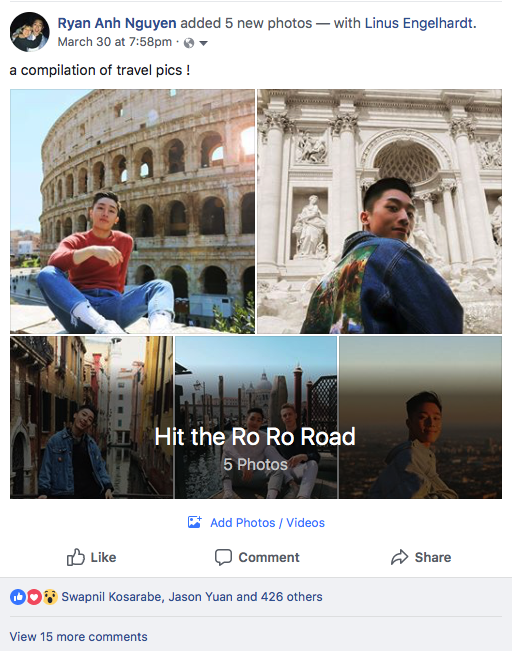 Ryan Anh Nguyen added 5 new photos — with Linus Engelhardt.
March 30 at 7:58pm ·
a compilation of travel pics !
Hit the Ro Ro Road
5 Photos
Add Photos / Videos
Like Comment Share
Swapnil Kosarabe, Jason Yuan and 426 others
View 15 more comments